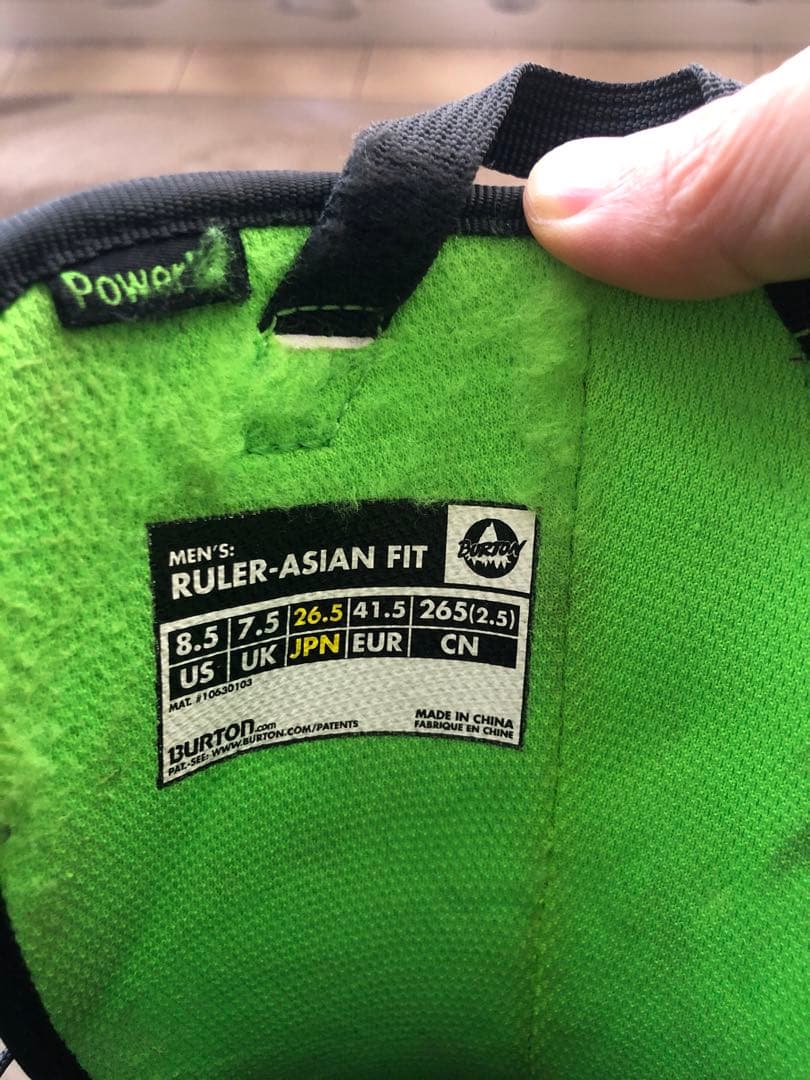 Power
MEN'S:
RULER-ASIAN FIT
BURTON
8.5 7.5 26.5 41.5 265(2.5)
US UK JPN EUR CN
MAT. #10630103
BURTON.com
PAT.-SEE: WWW.BURTON.COM/PATENTS
MADE IN CHINA
FABRIQUE EN CHINE